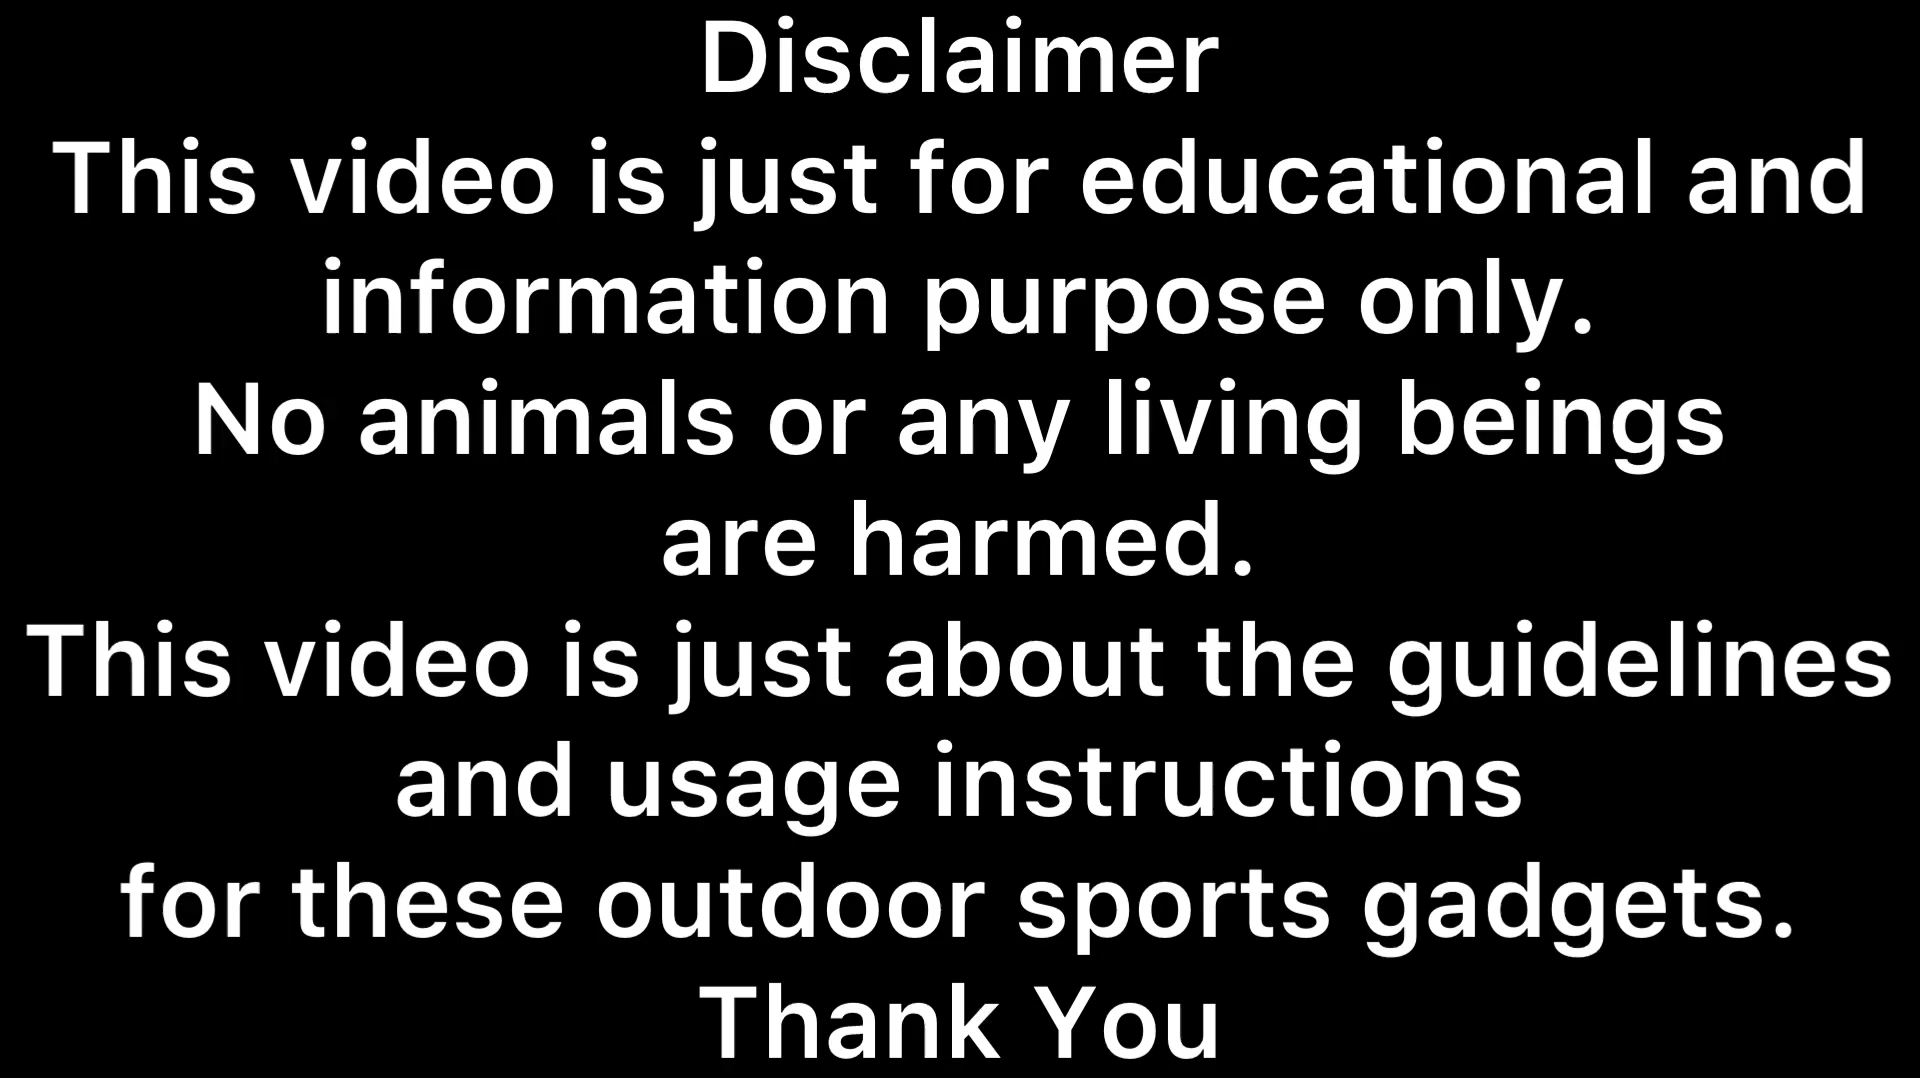 Disclaimer
This video is just for educational and
information purpose only.
No animals or any living beings
are harmed.
This video is just about the guidelines
and usage instructions
for these outdoor sports gadgets.
Thank You